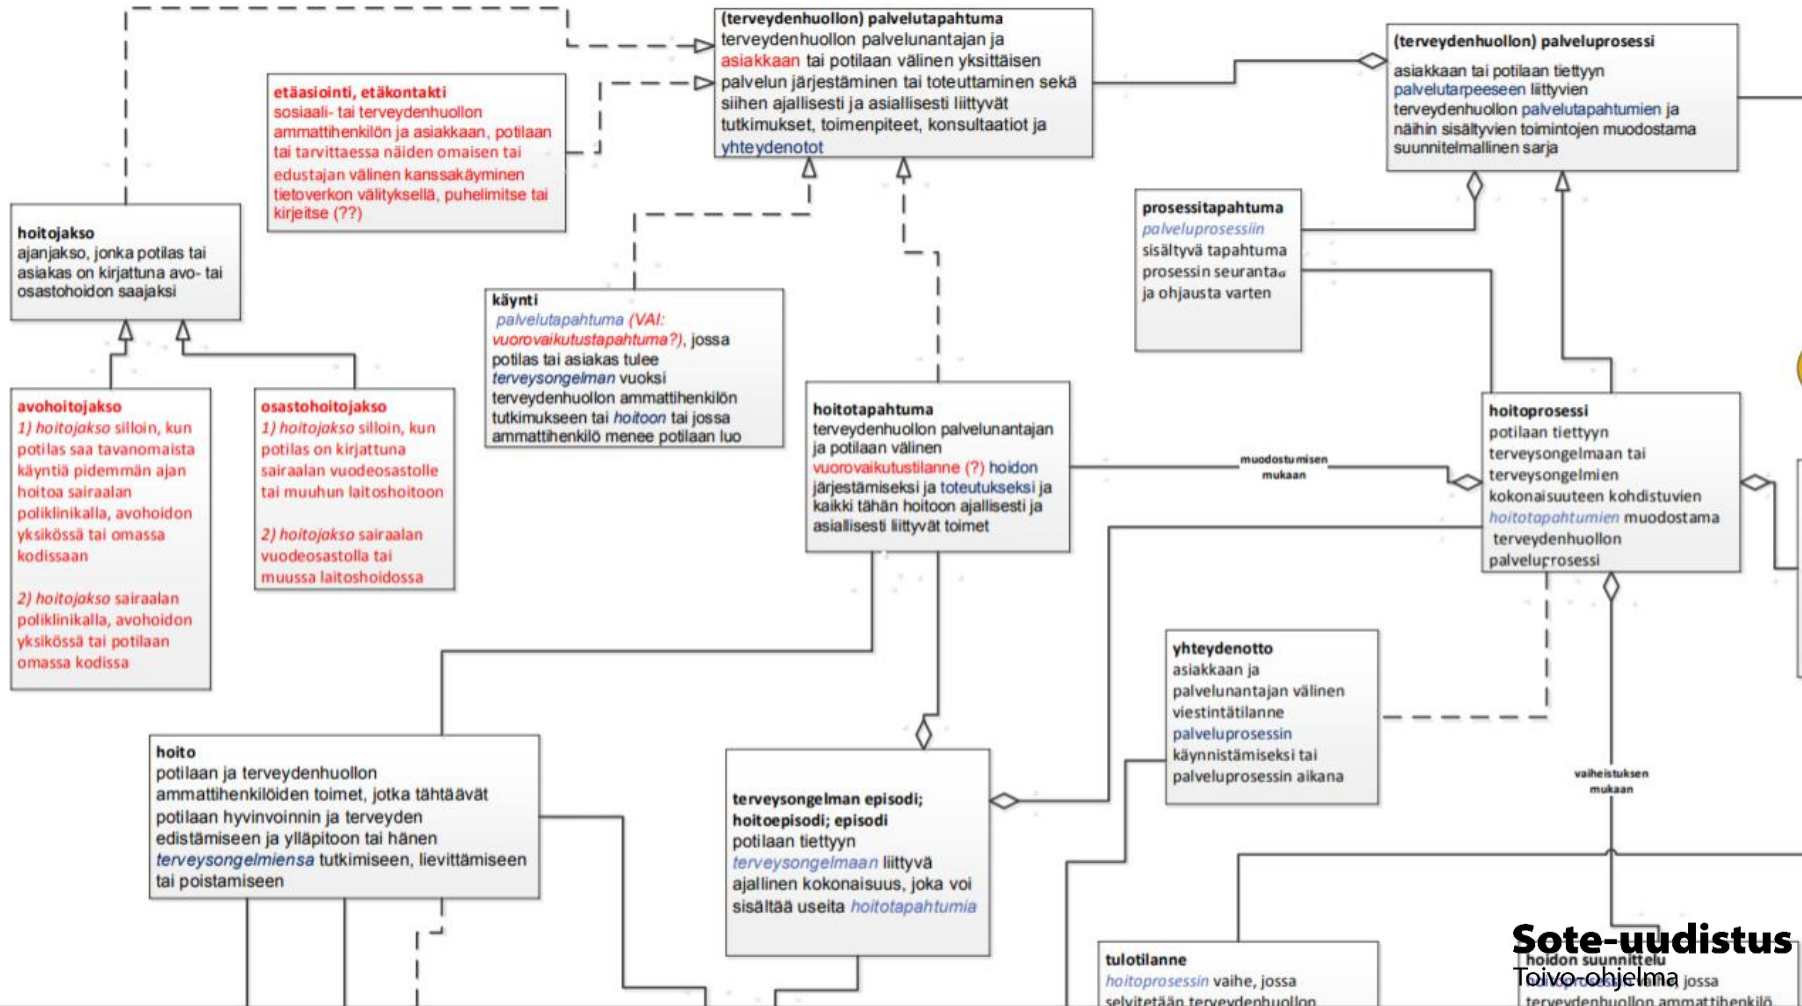 (terveydenhuollon) palvelutapahtuma
terveydenhuollon palvelunantajan ja
asiakkaan tai potilaan välinen yksittäisen
palvelun järjestäminen tai toteuttaminen sekä
siihen ajallisesti ja asiallisesti liittyvät
tutkimukset, toimenpiteet, konsultaatiot ja
yhteydenotot
(terveydenhuollon) palveluprosessi
asiakkaan tai potilaan tiettyyn
palvelutarpeeseen liittyvien
terveydenhuollon palvelutapahtumien ja
näihin sisältyvien toimintojen muodostama
suunnitelmallinen sarja
etäasiointi, etäkontakti
sosiaali- tai terveydenhuollon
ammattihenkilön ja asiakkaan, potilaan
tai tarvittaessa näiden omaisen tai
edustajan välinen kanssakäyminen
tietoverkon välityksellä, puhelimitse tai
kirjeitse (??)
prosessitapahtuma
palveluprosessiin
sisältyvä tapahtuma
prosessin seurantaa
ja ohjausta varten
hoitojakso
ajanjakso, jonka potilas tai
asiakas on kirjattuna avo- tai
osastohoidon saajaksi
käynti
palvelutapahtuma (VAI:
vuorovaikutustapahtuma?), jossa
potilas tai asiakas tulee
terveysongelman vuoksi
terveydenhuollon ammattihenkilön
tutkimukseen tai hoitoon tai jossa
ammattihenkilö menee potilaan luo
avohoitojakso
1) hoitojakso silloin, kun
potilas saa tavanomaista
käyntiä pidemmän ajan
hoitoa sairaalan
poliklinikalla, avohoidon
yksikössä tai omassa
kodissaan
2) hoitojakso sairaalan
poliklinikalla, avohoidon
yksikössä tai potilaan
omassa kodissa
osastohoitojakso
1) hoitojakso silloin, kun
potilas on kirjattuna
sairaalan vuodeosastolle
tai muuhun laitoshoitoon
2) hoitojakso sairaalan
vuodeosastolla tai
muussa laitoshoidossa
hoitotapahtuma
terveydenhuollon palvelunantajan
ja potilaan välinen
vuorovaikutustilanne (?) hoidon
järjestämiseksi ja toteutukseksi ja
kaikki tähän hoitoon ajallisesti ja
asiallisesti liittyvät toimet
muodostumisen
mukaan
hoitoprosessi
potilaan tiettyyn
terveysongelmaan tai
terveysongelmien
kokonaisuuteen kohdistuvien
hoitotapahtumien muodostama
terveydenhuollon
palveluprosessi
yhteydenotto
asiakkaan ja
palvelunantajan välinen
viestintätilanne
palveluprosessin
käynnistämiseksi tai
palveluprosessin aikana
vaiheistuksen
mukaan
hoito
potilaan ja terveydenhuollon
ammattihenkilöiden toimet, jotka tähtäävät
potilaan hyvinvoinnin ja terveyden
edistämiseen ja ylläpitoon tai hänen
terveysongelmiensa tutkimiseen, lievittämiseen
tai poistamiseen
terveysongelman episodi;
hoitoepisodi; episodi
potilaan tiettyyn
terveysongelmaan liittyvä
ajallinen kokonaisuus, joka voi
sisältää useita hoitotapahtumia
tulotilanne
hoitoprosessin vaihe, jossa
selvitetään terveydenhuollon
Sote-uudistus
Toivo-ohjelma
hoidon suunnittelu
hoitoprosessin vaihe, jossa
terveydenhuollon ammattihenkilö